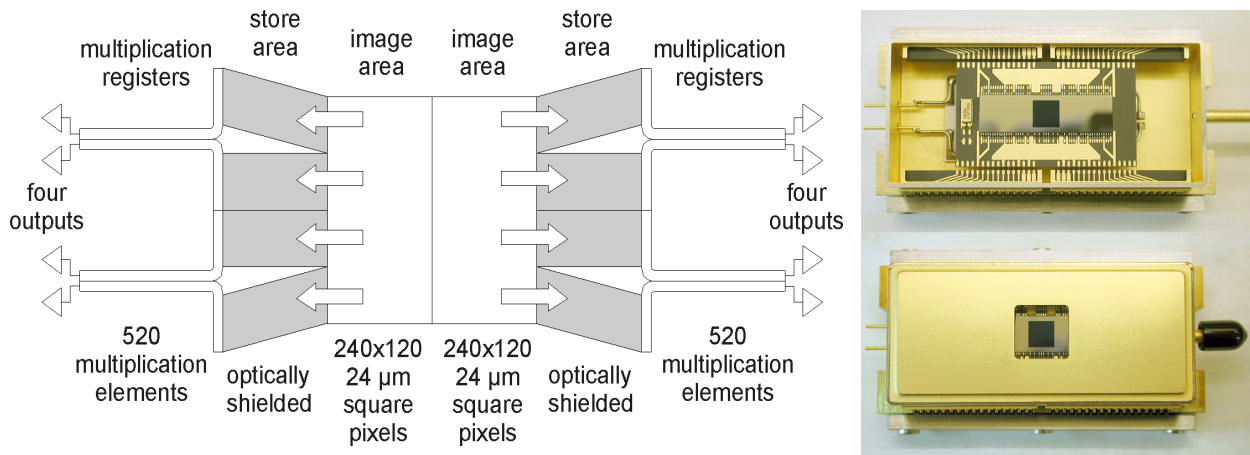 multiplication
registers
store
area
image
area
image
area
store
area
multiplication
registers
four
outputs
four
outputs
520
multiplication
elements
optically
shielded
240x120
24 µm
square
pixels
240x120
24 µm
square
pixels
optically
shielded
520
multiplication
elements